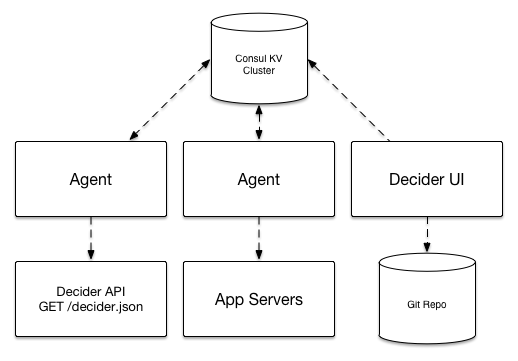 Consul KV
Cluster
Agent
Agent
Decider UI
Decider API
GET /decider.json
App Servers
Git Repo